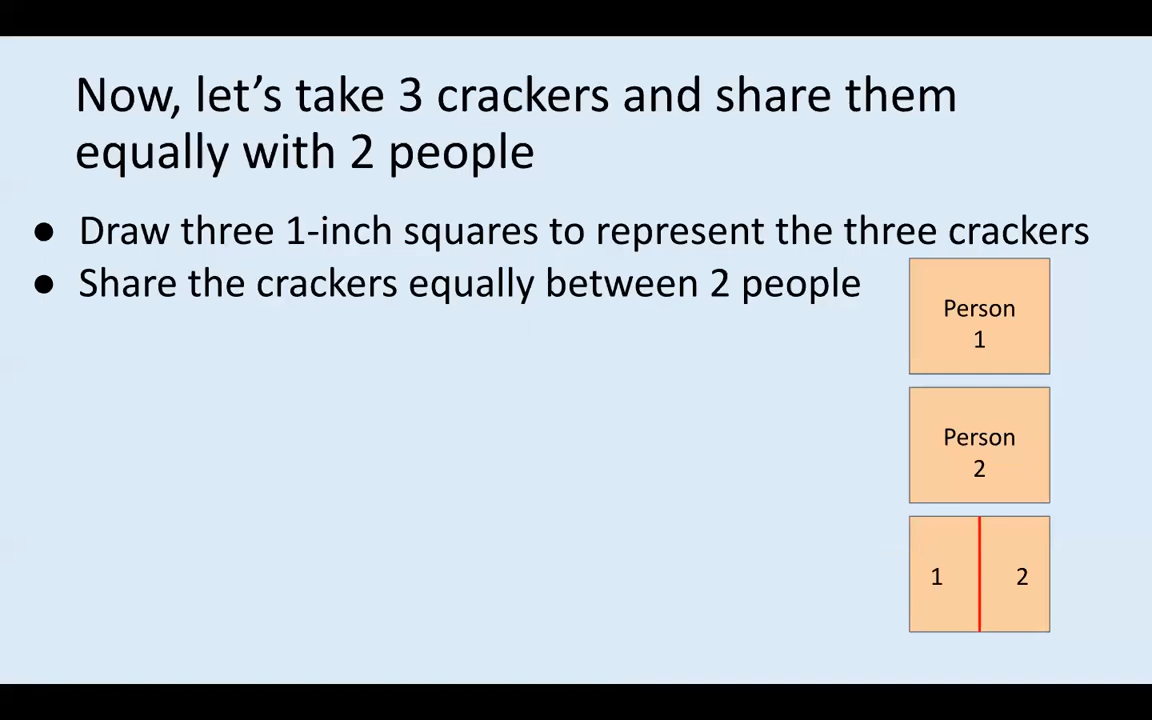 Now, let’s take 3 crackers and share them
equally with 2 people
● Draw three 1-inch squares to represent the three crackers
● Share the crackers equally between 2 people
Person
1
Person
2
1 2